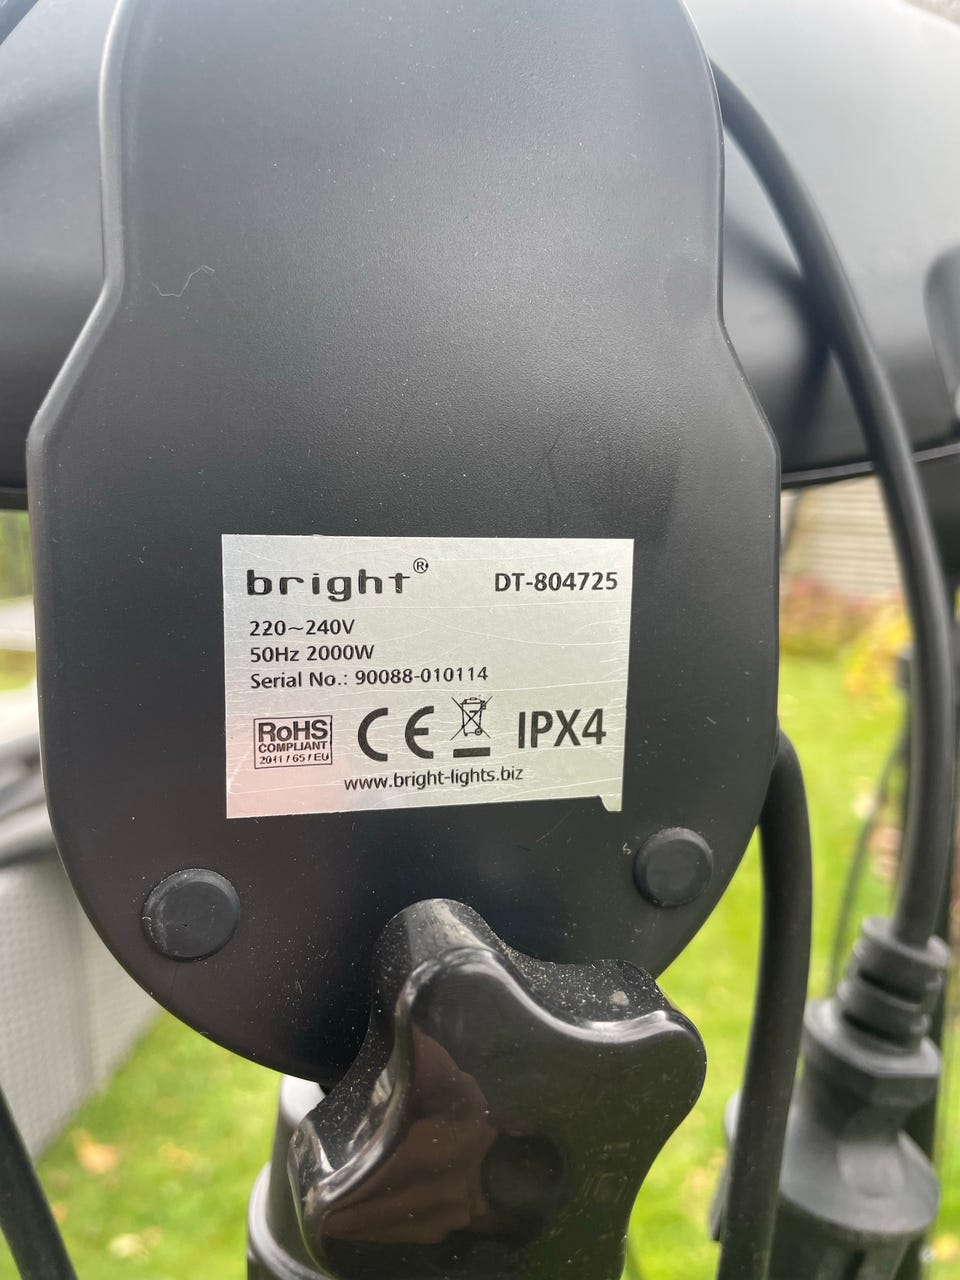 bright®
DT-804725
220~240V
50Hz 2000W
Serial No.: 90088-010114
RoHS
COMPLIANT
2011/65/EU
CE
IPX4
www.bright-lights.biz